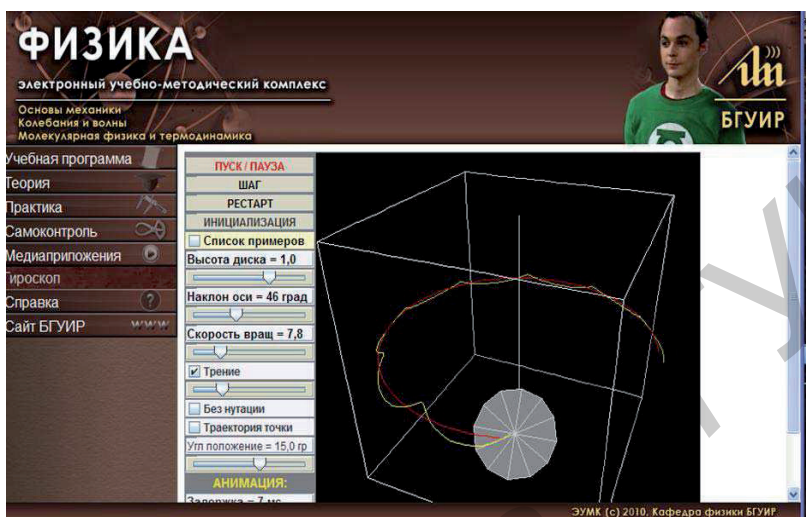 ФИЗИКА
электронный учебно-методический комплекс
Основы механики
Колебания и волны
Молекулярная физика и термодинамика
БГУИР
Учебная программа
Теория
Практика
Самоконтроль
Медиаприложения
Гироскоп
Справка
Сайт БГУИР
www
ПУСК / ПАУЗА
ШАГ
РЕСТАРТ
ИНИЦИАЛИЗАЦИЯ
Список примеров
Высота диска = 1,0
Наклон оси = 46 град
Скорость вращ = 7,8
Трение
Без нутации
Траектория точки
Угл положение = 15,0 гр
АНИМАЦИЯ:
Задержка = 7 мс
ЭУМК (с) 2010, Кафедра физики БГУИР.